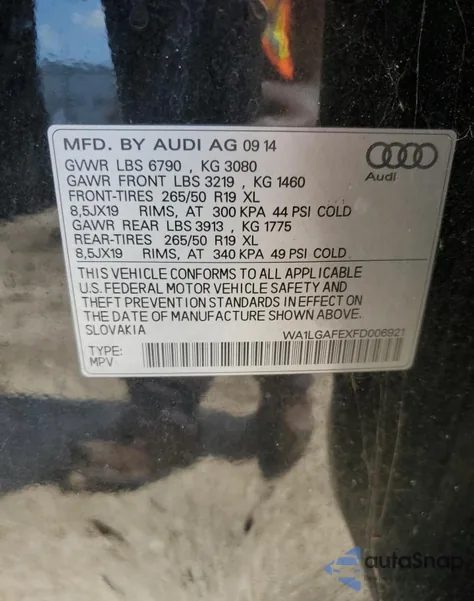 MFD. BY AUDI AG 09 14
GVWR LBS 6790 , KG 3080
GAWR FRONT LBS 3219 , KG 1460
FRONT-TIRES 265/50 R19 XL
8,5JX19 RIMS, AT 300 KPA 44 PSI COLD
GAWR REAR LBS 3913 , KG 1775
REAR-TIRES 265/50 R19 XL
8,5JX19 RIMS, AT 340 KPA 49 PSI COLD
Audi
THIS VEHICLE CONFORMS TO ALL APPLICABLE
U.S. FEDERAL MOTOR VEHICLE SAFETY AND
THEFT PREVENTION STANDARDS IN EFFECT ON
THE DATE OF MANUFACTURE SHOWN ABOVE.
SLOVAKIA WA1LGAFEXFD006921
TYPE:
MPV
autoSnap